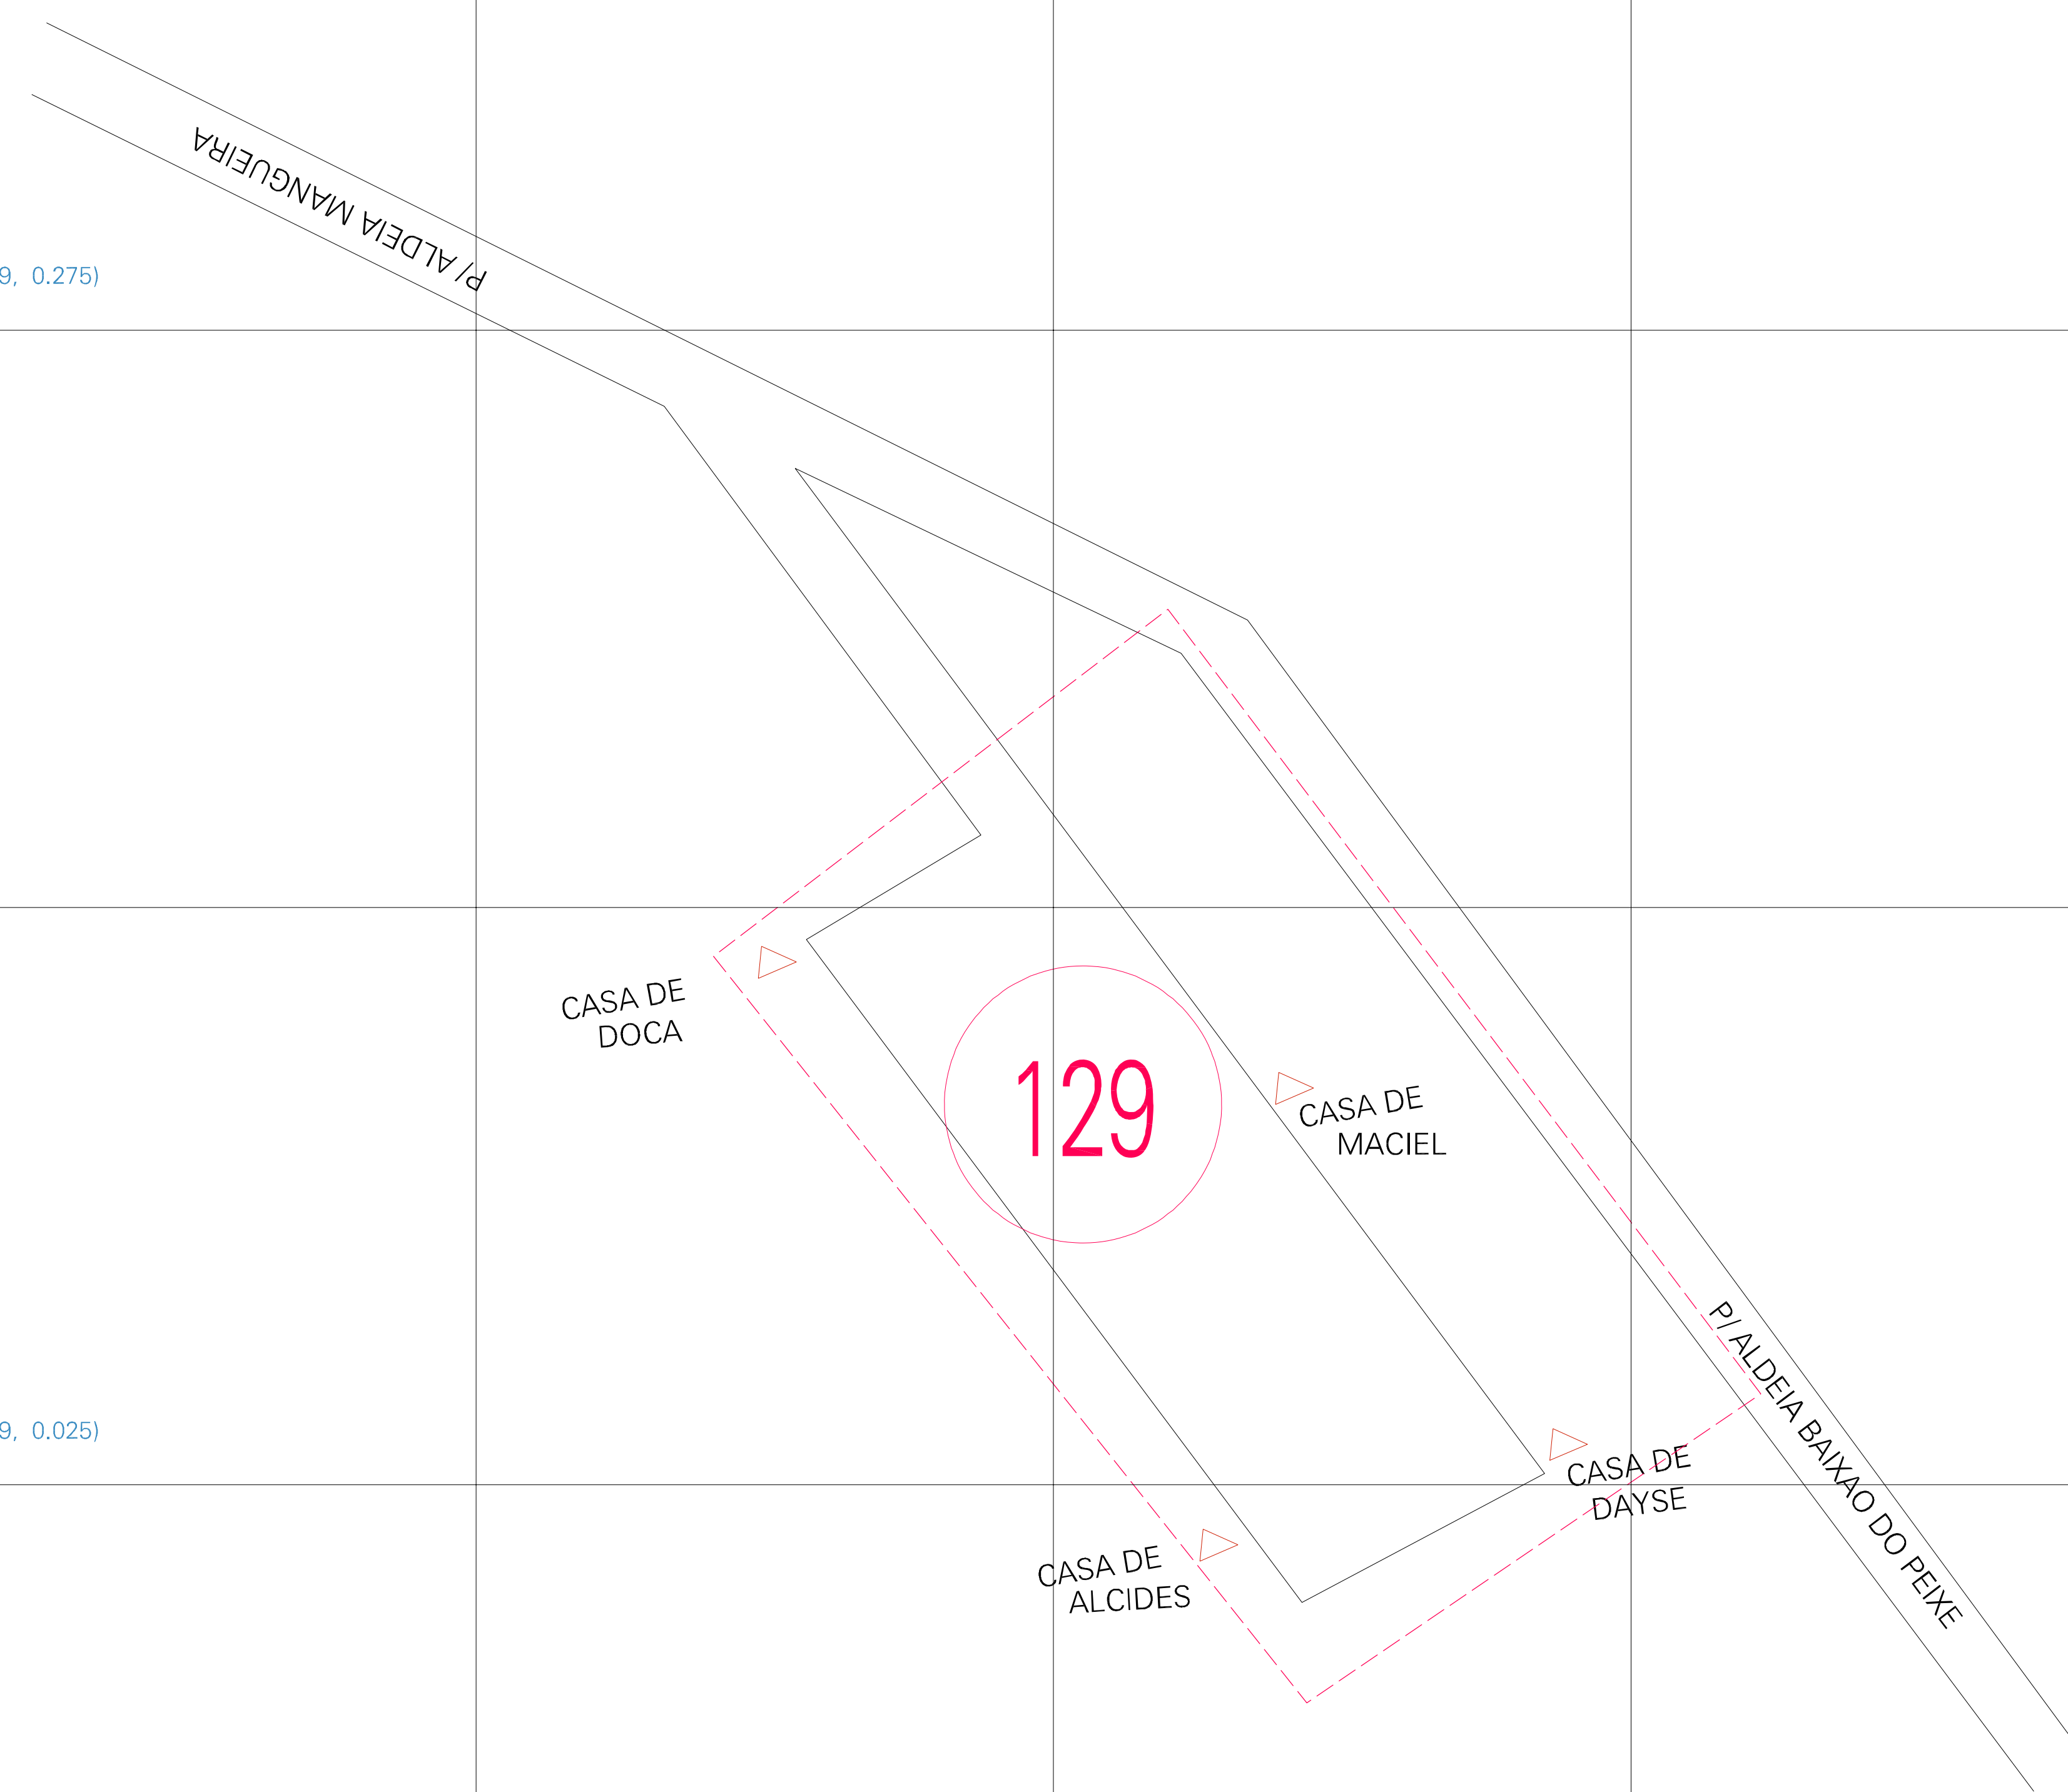 P/ ALDEIA MANGUEIRA
9, 0.275)
CASA DE
DOCA
129
CASA DE
MACIEL
P/ ALDEIA BAIXAO DO PEIXE
9, 0.025)
CASA DE
DAYSE
CASA DE
ALCIDES